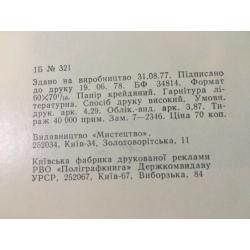 ІБ № 321
Здано на виробництво 31.08.77. Підписано
до друку 19. 06. 78. БФ 34814. Формат
60×70¹/₁₆. Папір крейдяний. Гарнітура лі-
тературна. Спосіб друку високий. Умовн.
друк. арк. 4,29. Облік.-вид. арк. 3,87. Ти-
раж 40 000 прим. Зам. 7—2346. Ціна 70 коп.
Видавництво «Мистецтво».
252034, Київ-34, Золотоворітська, 11
Київська фабрика друкованої реклами
РВО «Поліграфкнига» Держкомвидаву
УРСР, 252067, Київ-67, Виборзька, 84